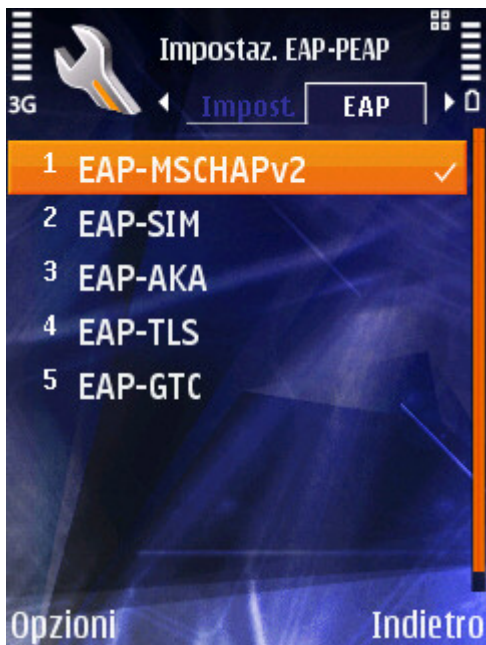 Impostaz. EAP-PEAP
3G
Impost. EAP
1 EAP-MSCHAPv2
2 EAP-SIM
3 EAP-AKA
4 EAP-TLS
5 EAP-GTC
Opzioni Indietro